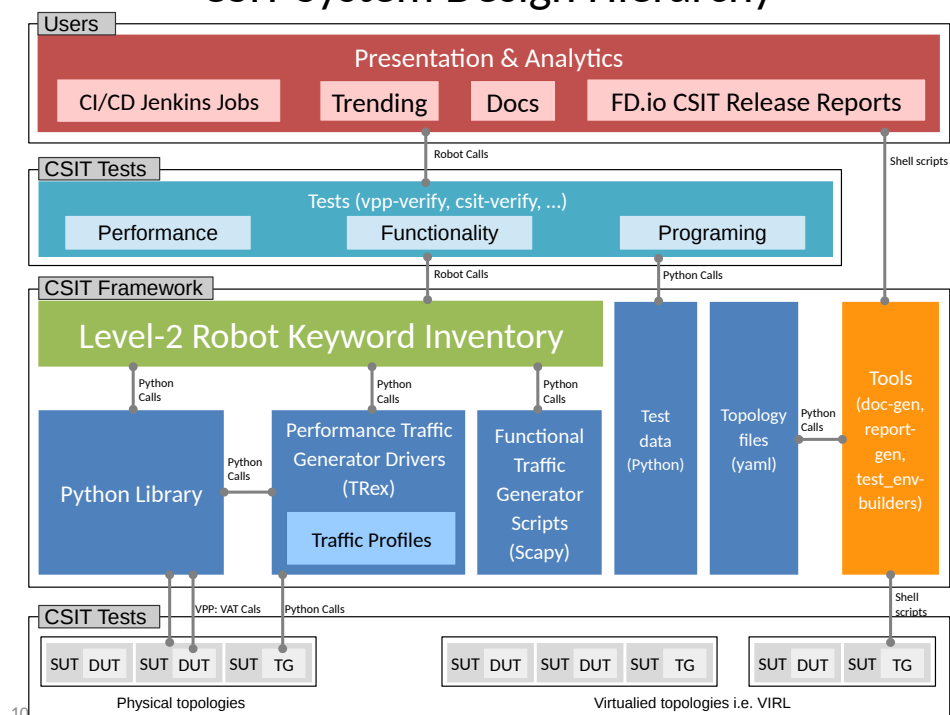 CSIT System Design Hierarchy
Users
Presentation & Analytics
CI/CD Jenkins Jobs
Trending
Docs
FD.io CSIT Release Reports
Robot Calls
Shell scripts
CSIT Tests
Tests (vpp-verify, csit-verify, ...)
Performance
Functionality
Programing
Robot Calls
Python Calls
CSIT Framework
Level-2 Robot Keyword Inventory
Python
Calls
Python
Calls
Python
Calls
Python Library
Python
Calls
Performance Traffic
Generator Drivers
(TRex)
Traffic Profiles
Functional
Traffic
Generator
Scripts
(Scapy)
Test
data
(Python)
Topology
files
(yaml)
Python
Calls
Tools
(doc-gen,
report-
gen,
test_env-
builders)
VPP: VAT Cals
Python Calls
Shell
scripts
CSIT Tests
SUT DUT SUT DUT SUT TG
SUT DUT SUT DUT SUT TG
SUT DUT SUT TG
Physical topologies
Virtualied topologies i.e. VIRL
10